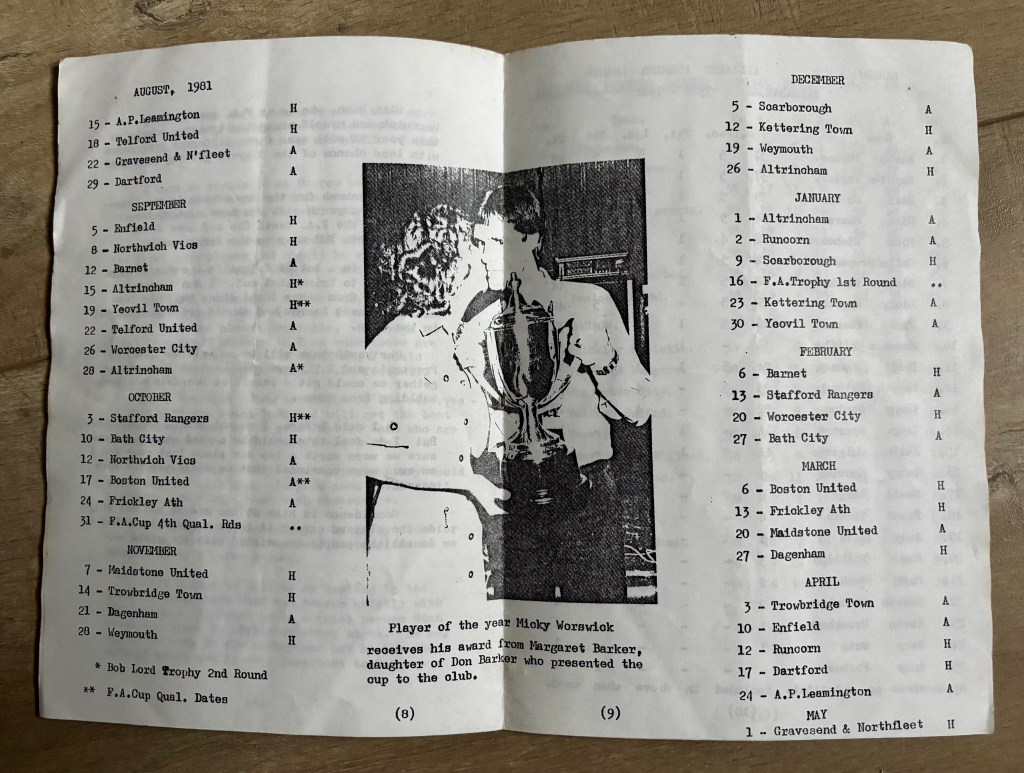 AUGUST, 1981
15 - A.P.Leamington H
18 - Telford United H
22 - Gravesend & N'fleet A
29 - Dartford A
SEPTEMBER
5 - Enfield H
8 - Northwich Vics H
12 - Barnet A
15 - Altrincham H*
19 - Yeovil Town H**
22 - Telford United A
26 - Worcester City A
28 - Altrincham A*
OCTOBER
3 - Stafford Rangers H**
10 - Bath City H
12 - Northwich Vics A
17 - Boston United A**
24 - Frickley Ath A
31 - F.A.Cup 4th Qual. Rds ..
NOVEMBER
7 - Maidstone United H
14 - Trowbridge Town H
21 - Dagenham A
28 - Weymouth H
* Bob Lord Trophy 2nd Round
** F.A.Cup Qual. Dates
Player of the year Micky Worswick
receives his award from Margaret Barker,
daughter of Don Barker who presented the
cup to the club.
(8)
(9)
DECEMBER
5 - Scarborough A
12 - Kettering Town H
19 - Weymouth A
26 - Altrincham H
JANUARY
1 - Altrincham A
2 - Runcorn A
9 - Scarborough H
16 - F.A.Trophy 1st Round ..
23 - Kettering Town A
30 - Yeovil Town A
FEBRUARY
6 - Barnet H
13 - Stafford Rangers A
20 - Worcester City H
27 - Bath City A
MARCH
6 - Boston United H
13 - Frickley Ath H
20 - Maidstone United A
27 - Dagenham H
APRIL
3 - Trowbridge Town A
10 - Enfield A
12 - Runcorn H
17 - Dartford H
24 - A.P.Leamington A
MAY
1 - Gravesend & Northfleet H